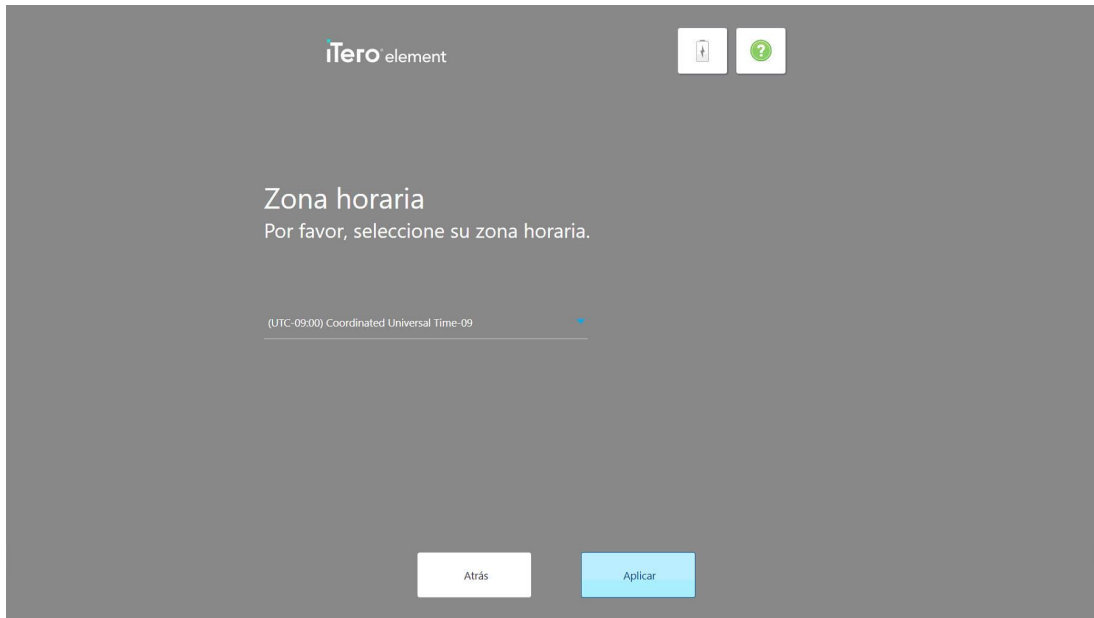 iTero element
Zona horaria
Por favor, seleccione su zona horaria.
(UTC-09:00) Coordinated Universal Time-09
Atrás
Aplicar